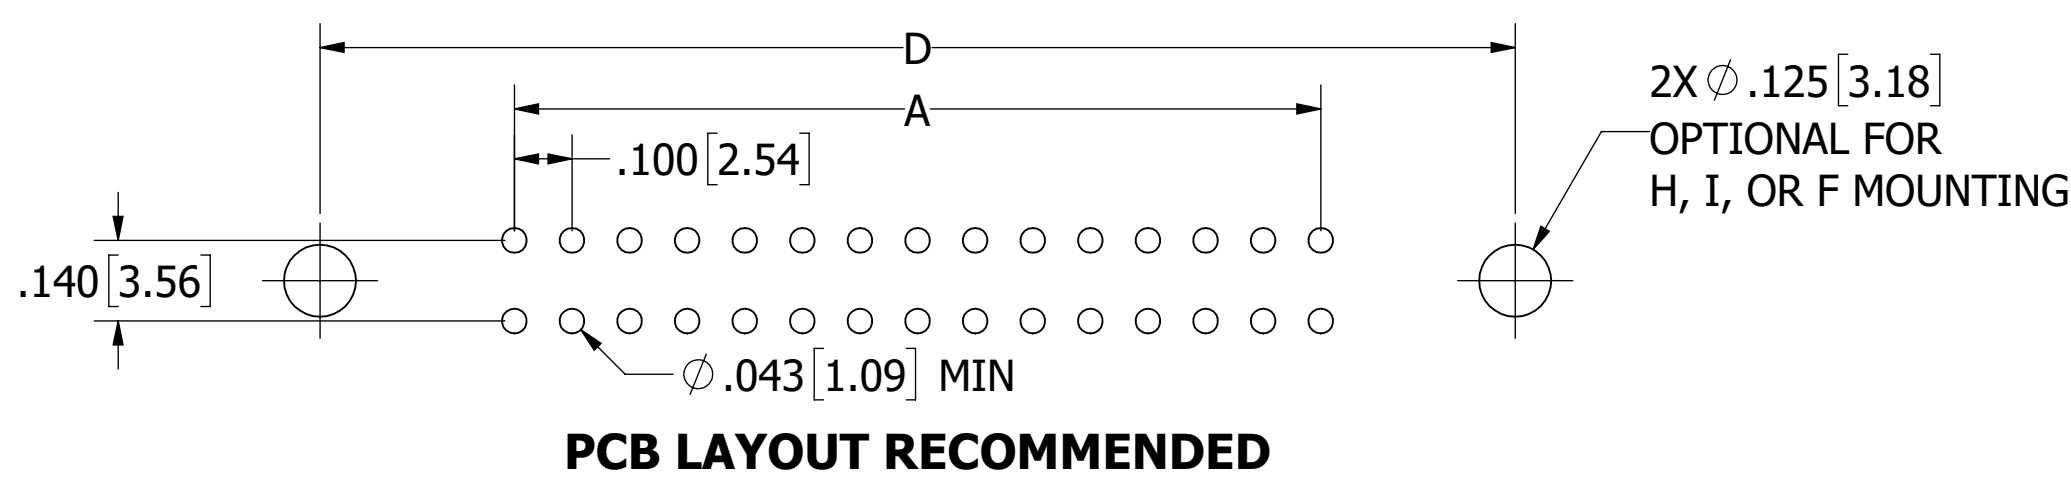 D
A
.100[2.54]
2X ∅ .125[3.18]
OPTIONAL FOR
H, I, OR F MOUNTING
.140[3.56]
∅ .043[1.09] MIN
PCB LAYOUT RECOMMENDED